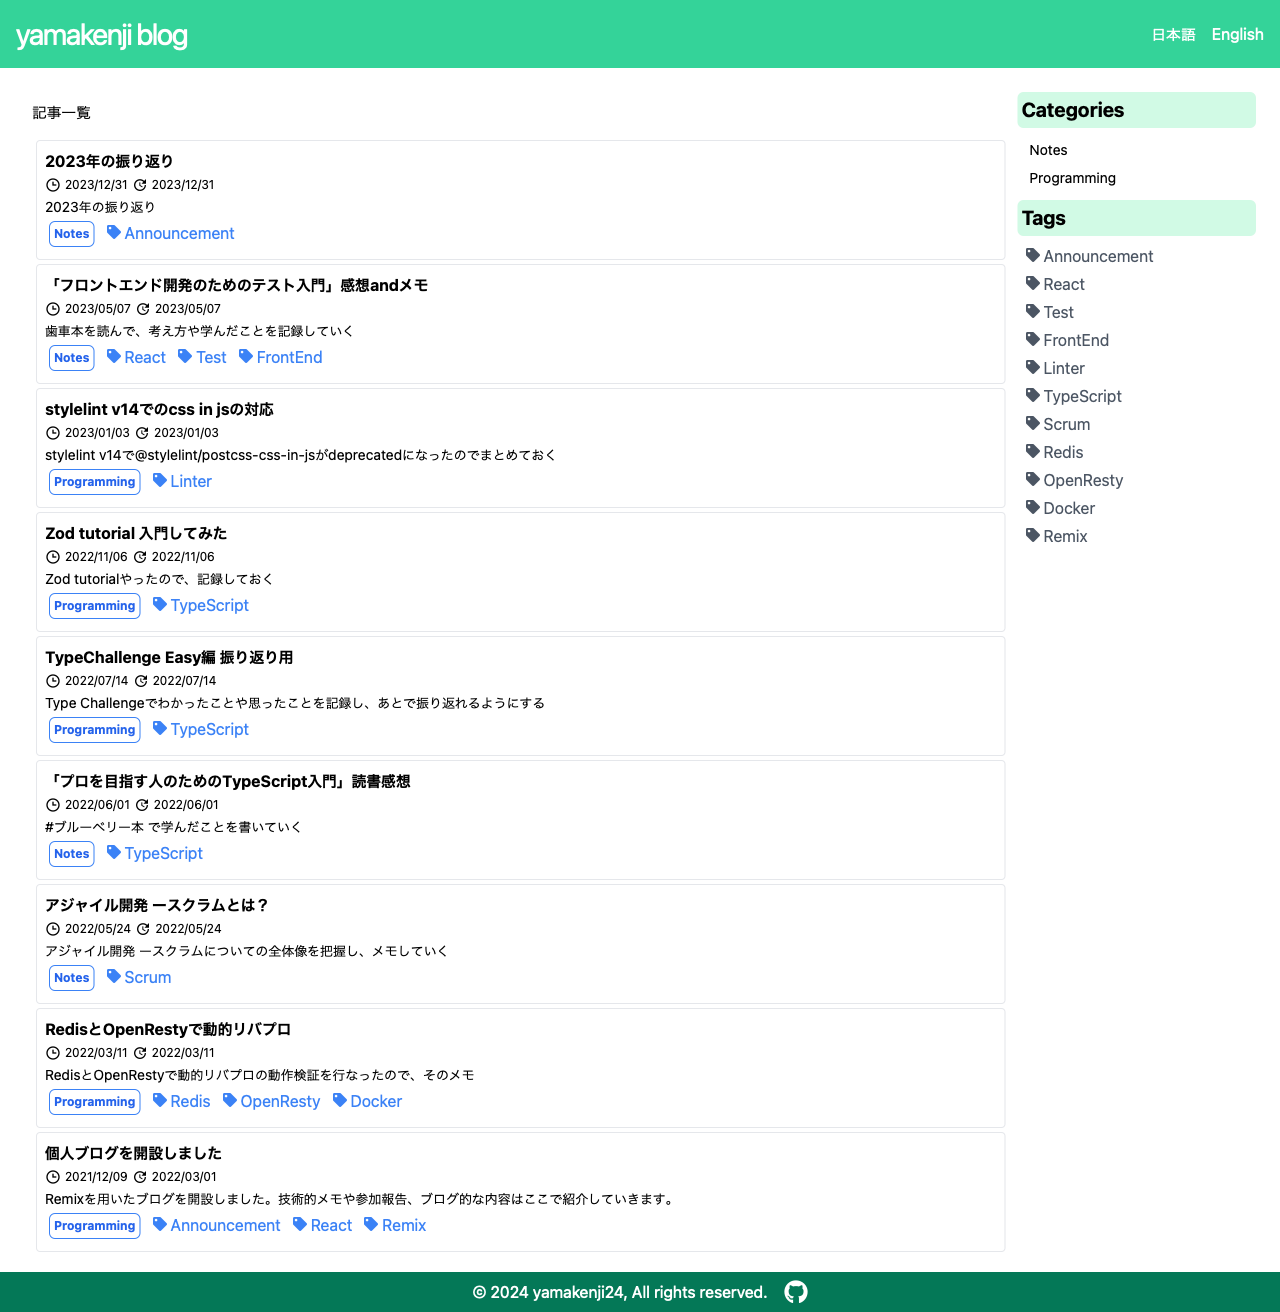 yamakenji blog
日本語 English
記事一覧
2023年の振り返り
2023/12/31 2023/12/31
2023年の振り返り
Notes Announcement
「フロントエンド開発のためのテスト入門」感想andメモ
2023/05/07 2023/05/07
歯車本を読んで、考え方や学んだことを記録していく
Notes React Test FrontEnd
stylelint v14でのcss in jsの対応
2023/01/03 2023/01/03
stylelint v14で@stylelint/postcss-css-in-jsがdeprecatedになったのでまとめておく
Programming Linter
Zod tutorial 入門してみた
2022/11/06 2022/11/06
Zod tutorialやったので、記録しておく
Programming TypeScript
TypeChallenge Easy編 振り返り用
2022/07/14 2022/07/14
Type Challengeでわかったことや思ったことを記録し、あとで振り返れるようにする
Programming TypeScript
「プロを目指す人のためのTypeScript入門」読書感想
2022/06/01 2022/06/01
#ブルーベリー本 で学んだことを書いていく
Notes TypeScript
アジャイル開発 ースクラムとは？
2022/05/24 2022/05/24
アジャイル開発 ースクラムについての全体像を把握し、メモしていく
Notes Scrum
RedisとOpenRestyで動的リバプロ
2022/03/11 2022/03/11
RedisとOpenRestyで動的リバプロの動作検証を行なったので、そのメモ
Programming Redis OpenResty Docker
個人ブログを開設しました
2021/12/09 2022/03/01
Remixを用いたブログを開設しました。技術的メモや参加報告、ブログ的な内容はここで紹介していきます。
Programming Announcement React Remix
Categories
Notes
Programming
Tags
Announcement
React
Test
FrontEnd
Linter
TypeScript
Scrum
Redis
OpenResty
Docker
Remix
© 2024 yamakenji24, All rights reserved.